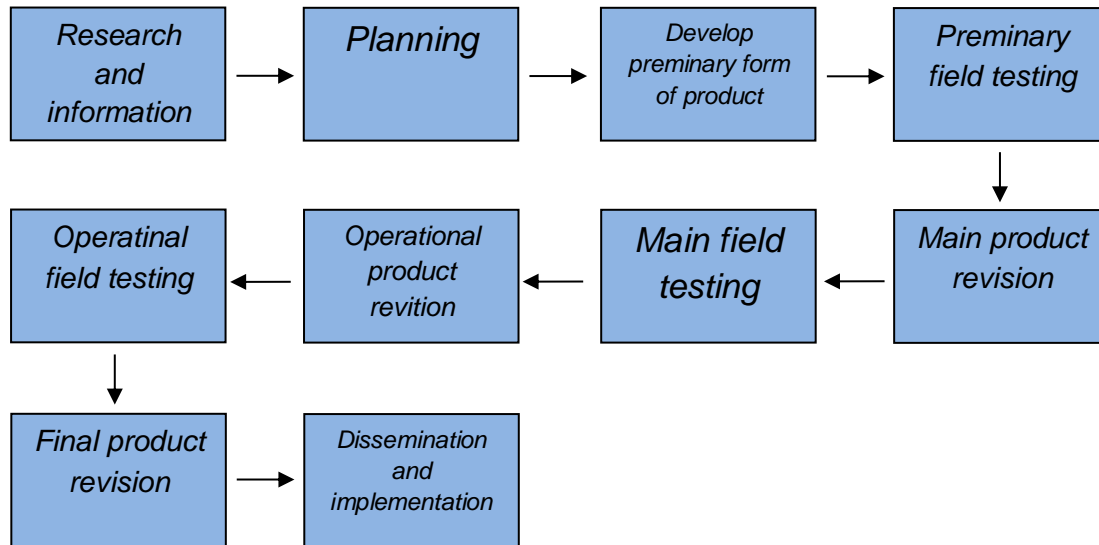 Research
and
information
Planning
Develop
preminary form
of product
Preminary
field testing
Main product
revision
Main field
testing
Operational
product
revition
Operatinal
field testing
Final product
revision
Dissemination
and
implementation